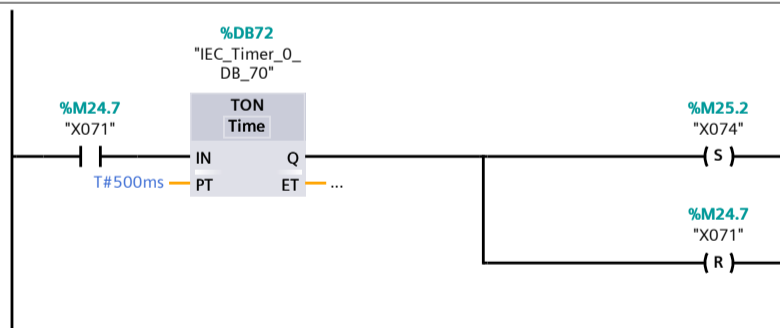 %DB72
"IEC_Timer_0_
DB_70"
%M24.7
"X071"
TON
Time
%M25.2
"X074"
IN
Q
S
T#500ms
PT
ET
...
%M24.7
"X071"
R